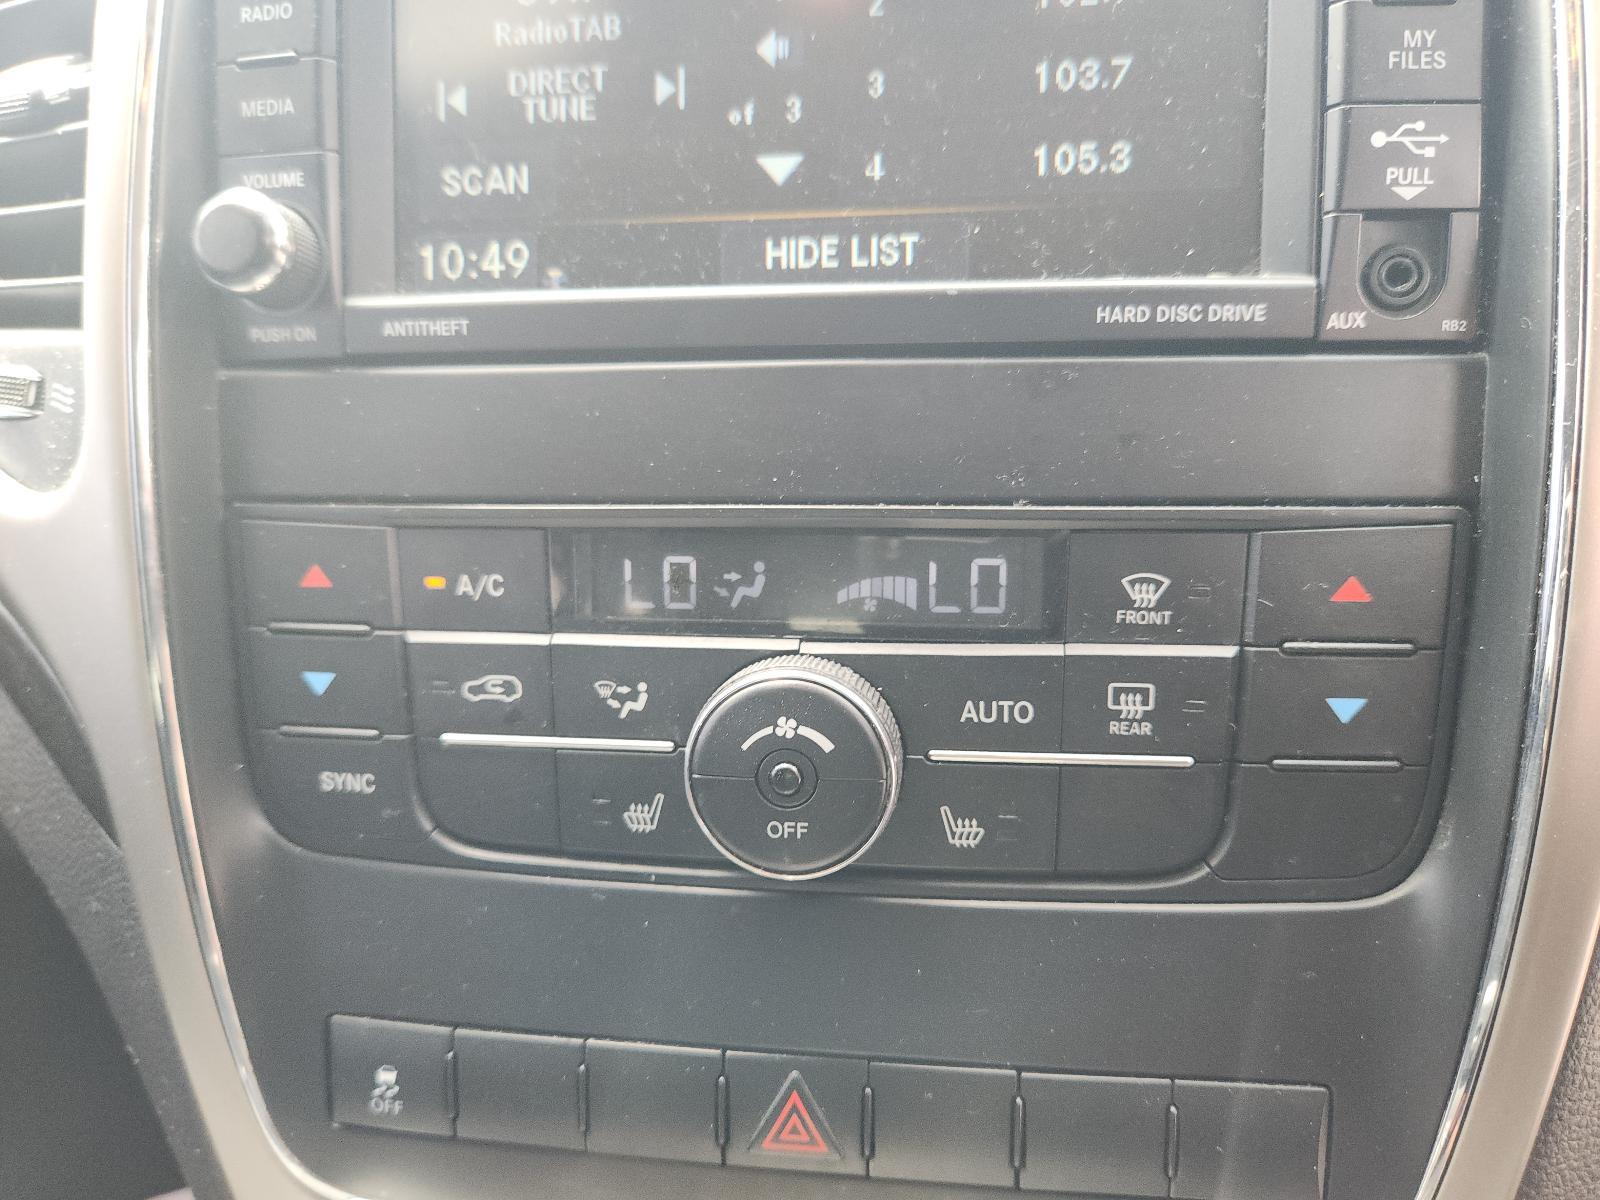 RADIO
MEDIA
VOLUME
PUSH ON
RadioTAB
DIRECT
TUNE
SCAN
of 3
2
3 103.7
4 105.3
10:49
HIDE LIST
ANTITHEFT
HARD DISC DRIVE
MY
FILES
PULL
AUX
RB2
A/C
LO
LO
FRONT
AUTO
REAR
SYNC
OFF
OFF